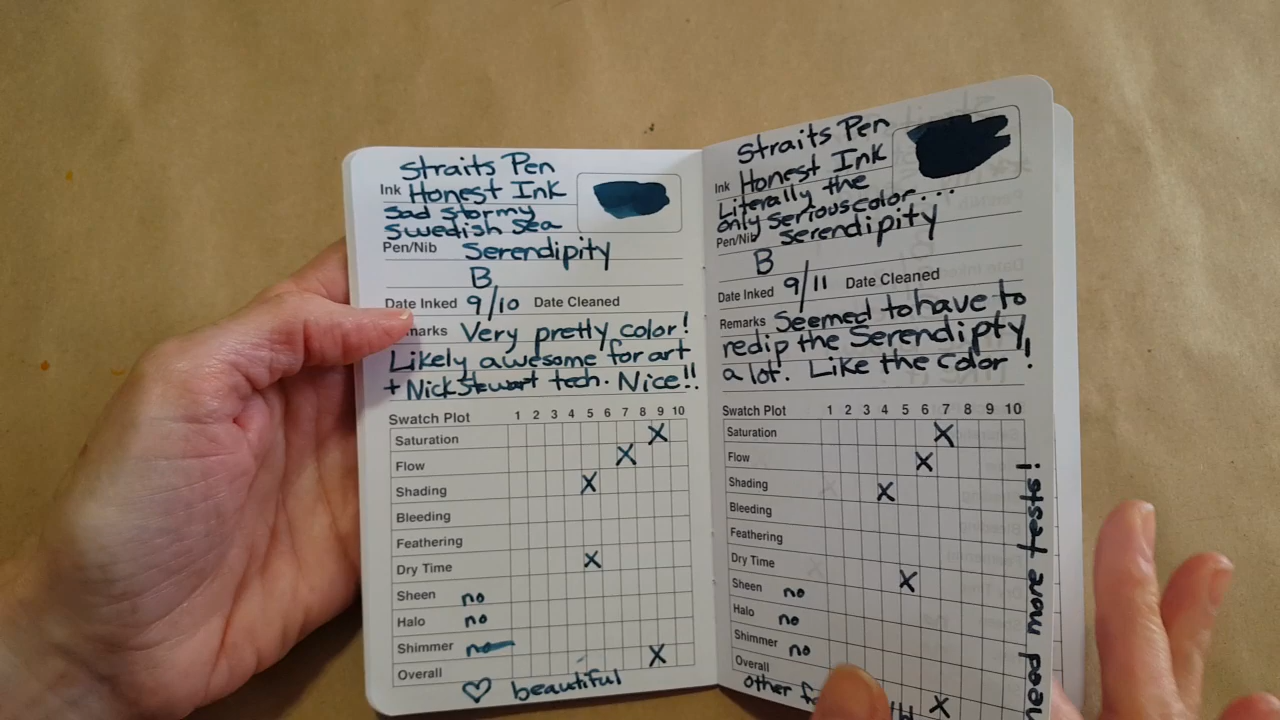 Straits Pen
Ink Honest Ink
Sad stormy
Swedish Sea
Pen/Nib Serendipity
B
Date Inked 9/10 Date Cleaned
marks Very pretty color!
Likely awesome for art
+ Nick Stewart tech. Nice!!
Swatch Plot 1 2 3 4 5 6 7 8 9 10
Saturation X
Flow X
Shading X
Bleeding
Feathering
Dry Time X
Sheen no
Halo no
Shimmer no
Overall X
♡ beautiful
Straits Pen
Ink Honest Ink
Literally the
only serious color...
Pen/Nib Serendipity
B
Date Inked 9/11 Date Cleaned
Remarks Seemed to have to
redip the Serendipty,
a lot. Like the color!
Swatch Plot 1 2 3 4 5 6 7 8 9 10
Saturation X
Flow X
Shading X
Bleeding
Feathering
Dry Time X
Sheen no
Halo no
Shimmer no
Overall X
other
need more tests!